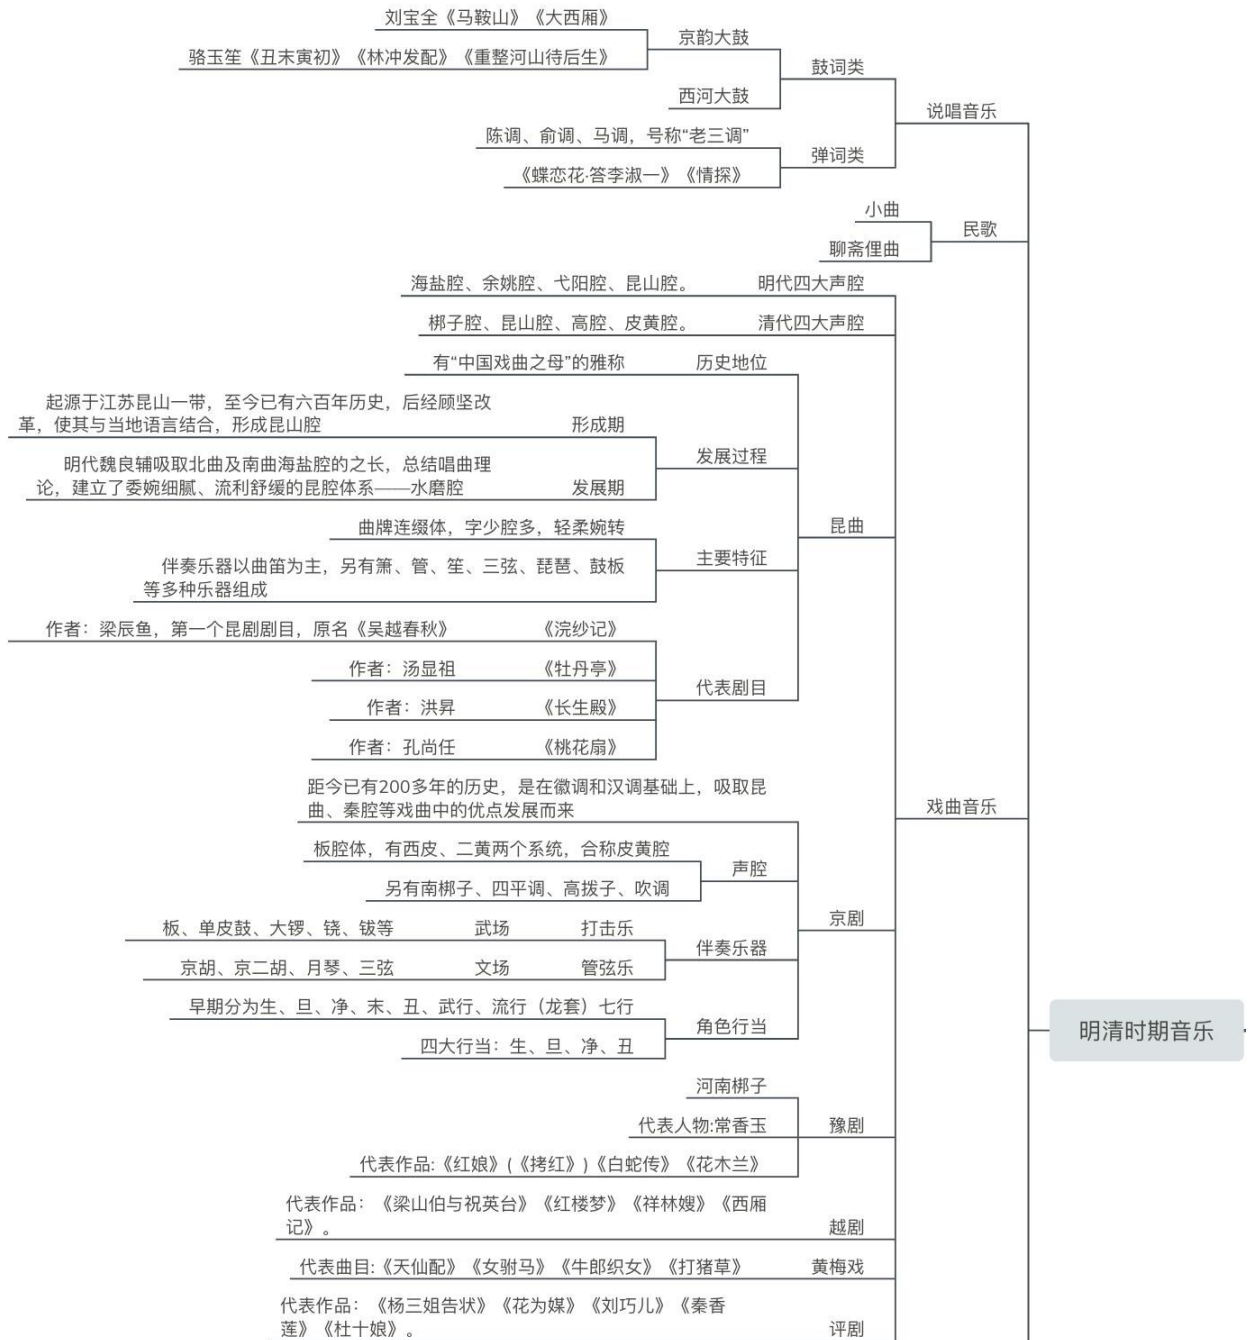 刘宝全《马鞍山》《大西厢》
京韵大鼓
骆玉笙《丑末寅初》《林冲发配》《重整河山待后生》
鼓词类
西河大鼓
说唱音乐
陈调、俞调、马调，号称“老三调”
弹词类
《蝶恋花·答李淑一》《情探》
小曲
民歌
聊斋俚曲
海盐腔、余姚腔、弋阳腔、昆山腔。 明代四大声腔
梆子腔、昆山腔、高腔、皮黄腔。 清代四大声腔
有“中国戏曲之母”的雅称 历史地位
起源于江苏昆山一带，至今已有六百年历史，后经顾坚改
革，使其与当地语言结合，形成昆山腔 形成期
发展过程
明代魏良辅吸取北曲及南曲海盐腔的之长，总结唱曲理
论，建立了委婉细腻、流利舒缓的昆腔体系——水磨腔 发展期
曲牌连缀体，字少腔多，轻柔婉转
昆曲
主要特征
伴奏乐器以曲笛为主，另有箫、管、笙、三弦、琵琶、鼓板
等多种乐器组成
作者：梁辰鱼，第一个昆剧剧目，原名《吴越春秋》 《浣纱记》
作者：汤显祖 《牡丹亭》
代表剧目
作者：洪昇 《长生殿》
作者：孔尚任 《桃花扇》
距今已有200多年的历史，是在徽调和汉调基础上，吸取昆
曲、秦腔等戏曲中的优点发展而来
戏曲音乐
板腔体，有西皮、二黄两个系统，合称皮黄腔
声腔
另有南梆子、四平调、高拨子、吹调
京剧
板、单皮鼓、大锣、铙、钹等 武场 打击乐
伴奏乐器
京胡、京二胡、月琴、三弦 文场 管弦乐
早期分为生、旦、净、末、丑、武行、流行（龙套）七行
角色行当
四大行当：生、旦、净、丑
明清时期音乐
河南梆子
代表人物:常香玉 豫剧
代表作品:《红娘》(《拷红》)《白蛇传》《花木兰》
代表作品：《梁山伯与祝英台》《红楼梦》《祥林嫂》《西厢
记》。 越剧
代表曲目:《天仙配》《女驸马》《牛郎织女》《打猪草》 黄梅戏
代表作品：《杨三姐告状》《花为媒》《刘巧儿》《秦香
莲》《杜十娘》。 评剧